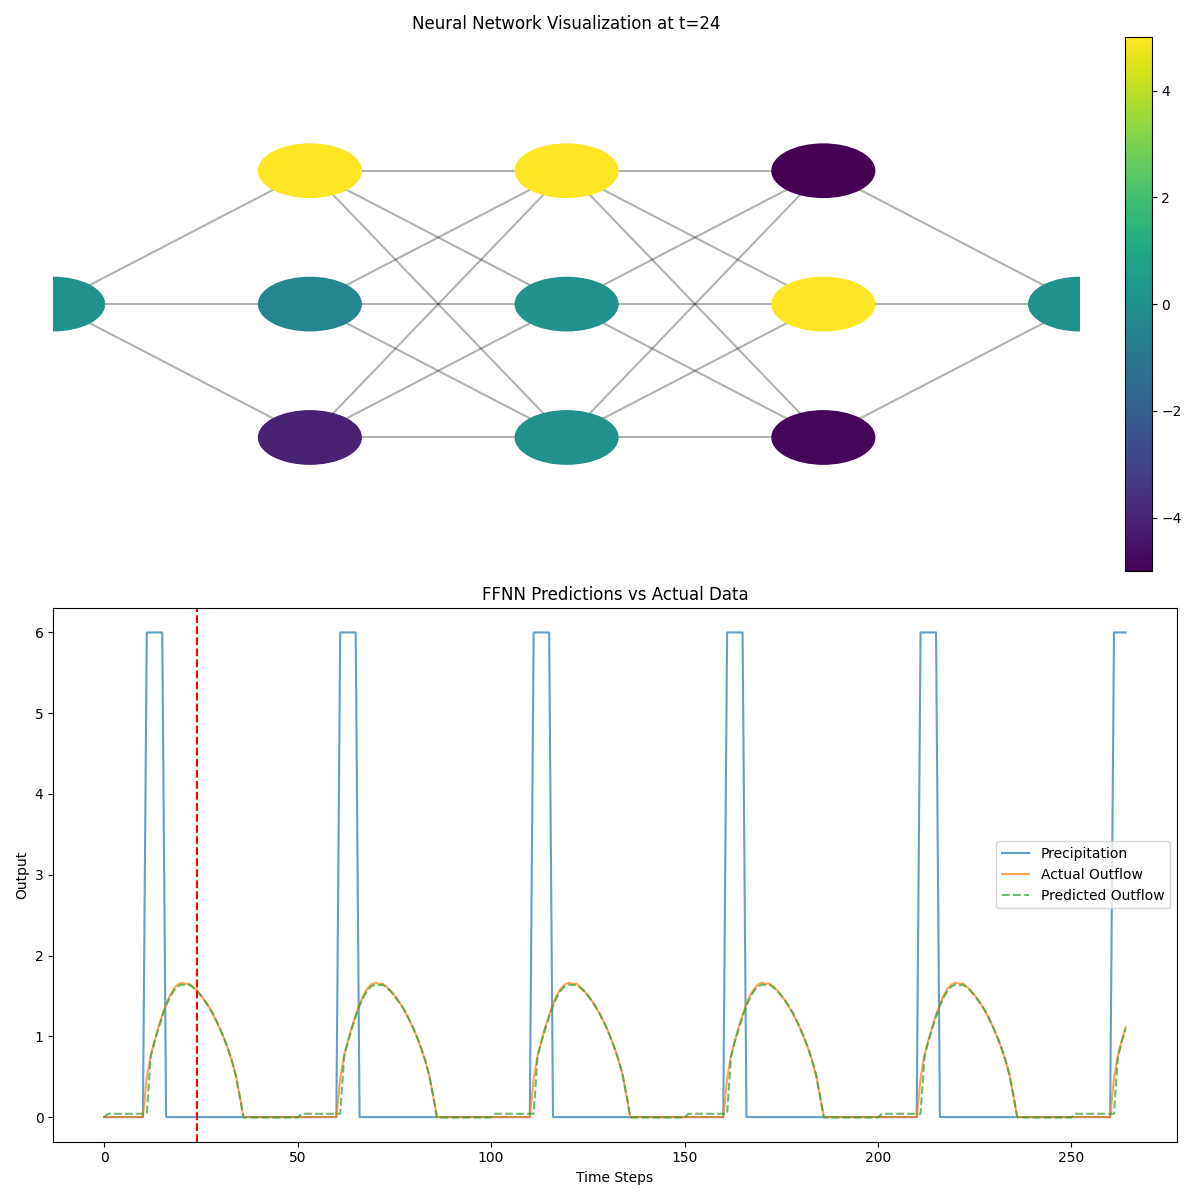 Neural Network Visualization at t=24
4
2
0
−2
−4
FFNN Predictions vs Actual Data
6
5
4
3
2
1
0
Output
Precipitation
Actual Outflow
Predicted Outflow
0 50 100 150 200 250
Time Steps